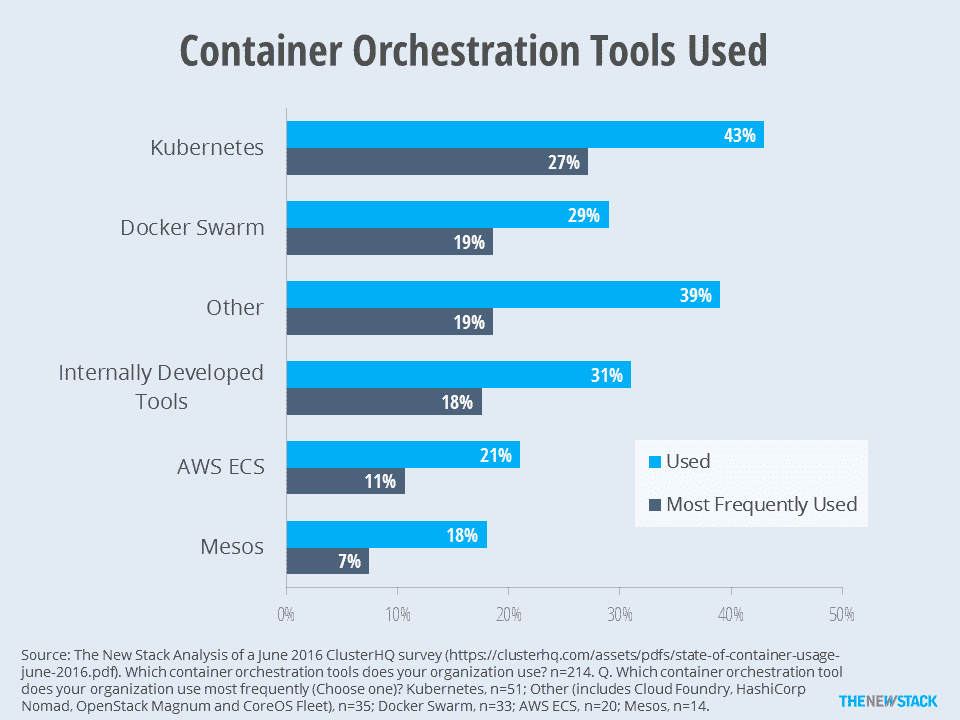 Container Orchestration Tools Used
Kubernetes
43%
27%
Docker Swarm
29%
19%
Other
39%
19%
Internally Developed
Tools
31%
18%
AWS ECS
21%
11%
Mesos
18%
7%
Used
Most Frequently Used
0%
10%
20%
30%
40%
50%
Source: The New Stack Analysis of a June 2016 ClusterHQ survey (https://clusterhq.com/assets/pdfs/state-of-container-usage-
june-2016.pdf). Which container orchestration tools does your organization use? n=214. Q. Which container orchestration tool
does your organization use most frequently (Choose one)? Kubernetes, n=51; Other (includes Cloud Foundry, HashiCorp
Nomad, OpenStack Magnum and CoreOS Fleet), n=35; Docker Swarm, n=33; AWS ECS, n=20; Mesos, n=14.
THENEWSTACK